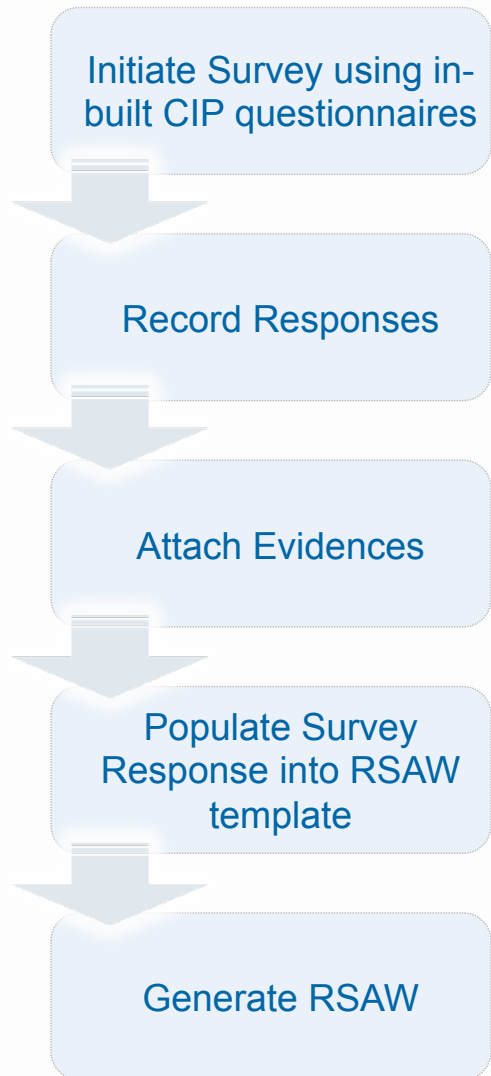 Initiate Survey using in-
built CIP questionnaires
Record Responses
Attach Evidences
Populate Survey
Response into RSAW
template
Generate RSAW